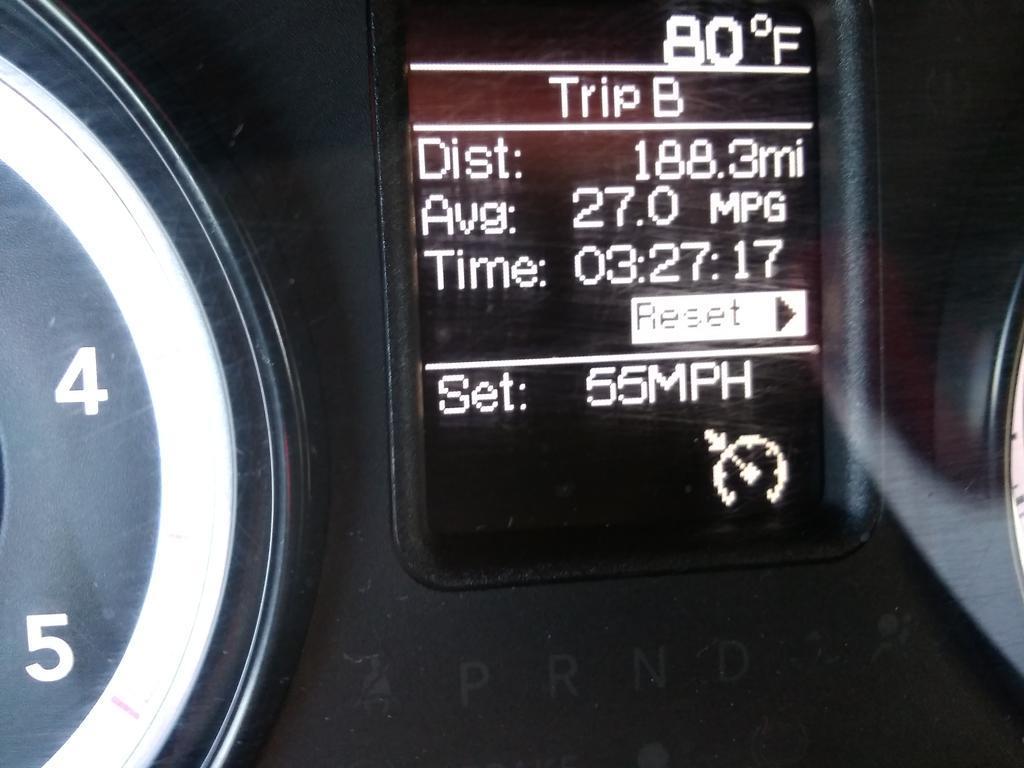 80°F
Trip B
Dist: 188.3mi
Avg: 27.0 MPG
Time: 03:27:17
Reset
Set: 55MPH
4
5
P R N D